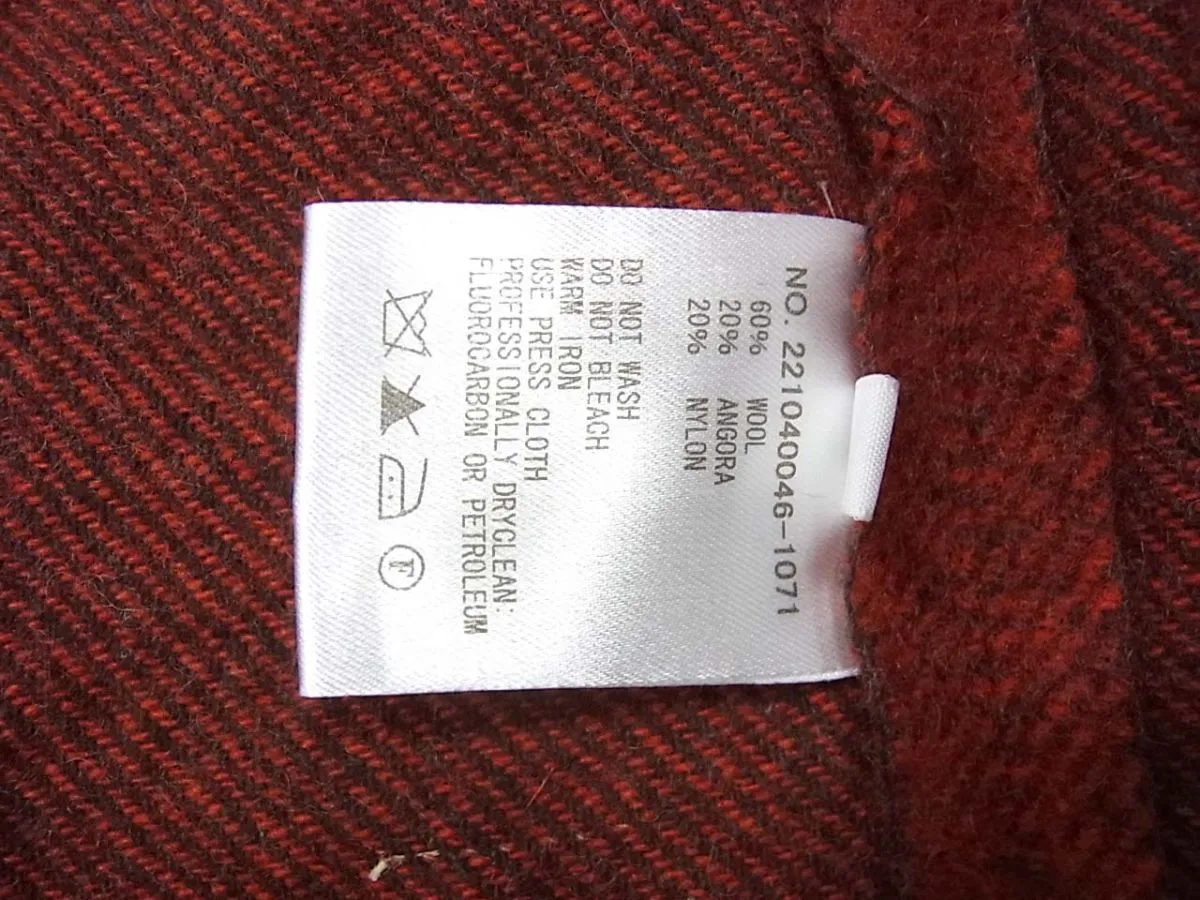 NO. 221040046-1071
60% WOOL
20% ANGORA
20% NYLON
DO NOT WASH
DO NOT BLEACH
WARM IRON
USE PRESS CLOTH
PROFESSIONALLY DRYCLEAN:
FLUOROCARBON OR PETROLEUM
F